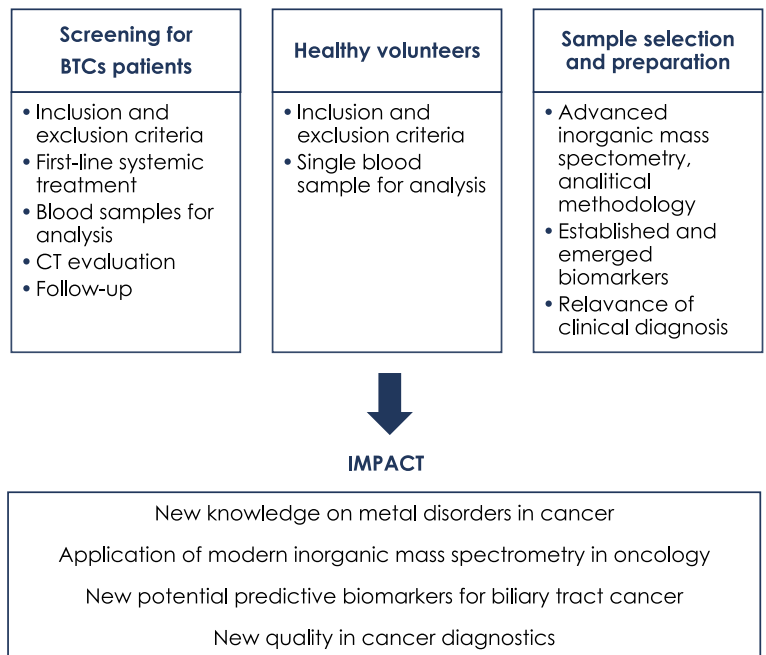 Screening for
BTCs patients
• Inclusion and
exclusion criteria
• First-line systemic
treatment
• Blood samples for
analysis
• CT evaluation
• Follow-up
Healthy volunteers
• Inclusion and
exclusion criteria
• Single blood
sample for analysis
Sample selection
and preparation
• Advanced
inorganic mass
spectometry,
analitical
methodology
• Established and
emerged
biomarkers
• Relavance of
clinical diagnosis
IMPACT
New knowledge on metal disorders in cancer
Application of modern inorganic mass spectrometry in oncology
New potential predictive biomarkers for biliary tract cancer
New quality in cancer diagnostics